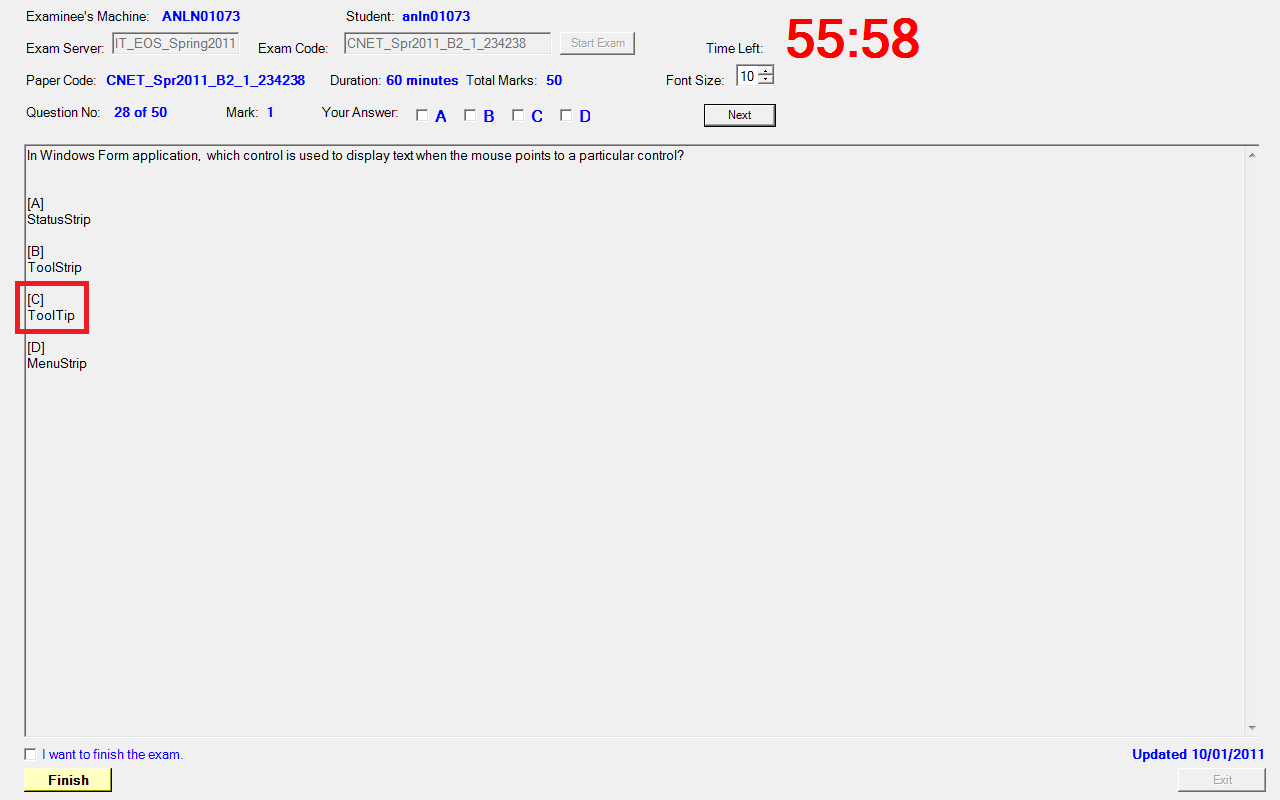 Examinee's Machine: ANLN01073 Student: anln01073
Exam Server: IT_EOS_Spring2011 Exam Code: CNET_Spr2011_B2_1_234238 Start Exam Time Left: 55:58
Paper Code: CNET_Spr2011_B2_1_234238 Duration: 60 minutes Total Marks: 50 Font Size: 10
Question No: 28 of 50 Mark: 1 Your Answer: A B C D Next
In Windows Form application, which control is used to display text when the mouse points to a particular control?
[A]
StatusStrip
[B]
ToolStrip
[C]
ToolTip
[D]
MenuStrip
I want to finish the exam. Updated 10/01/2011
Finish Exit